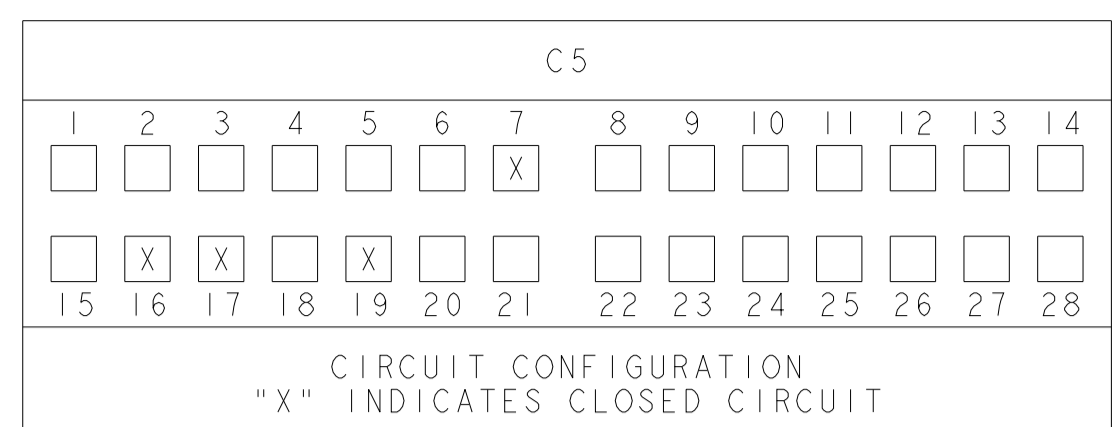 C5
1 2 3 4 5 6 7 8 9 10 11 12 13 14
X
X X X
15 16 17 18 19 20 21 22 23 24 25 26 27 28
CIRCUIT CONFIGURATION
"X" INDICATES CLOSED CIRCUIT